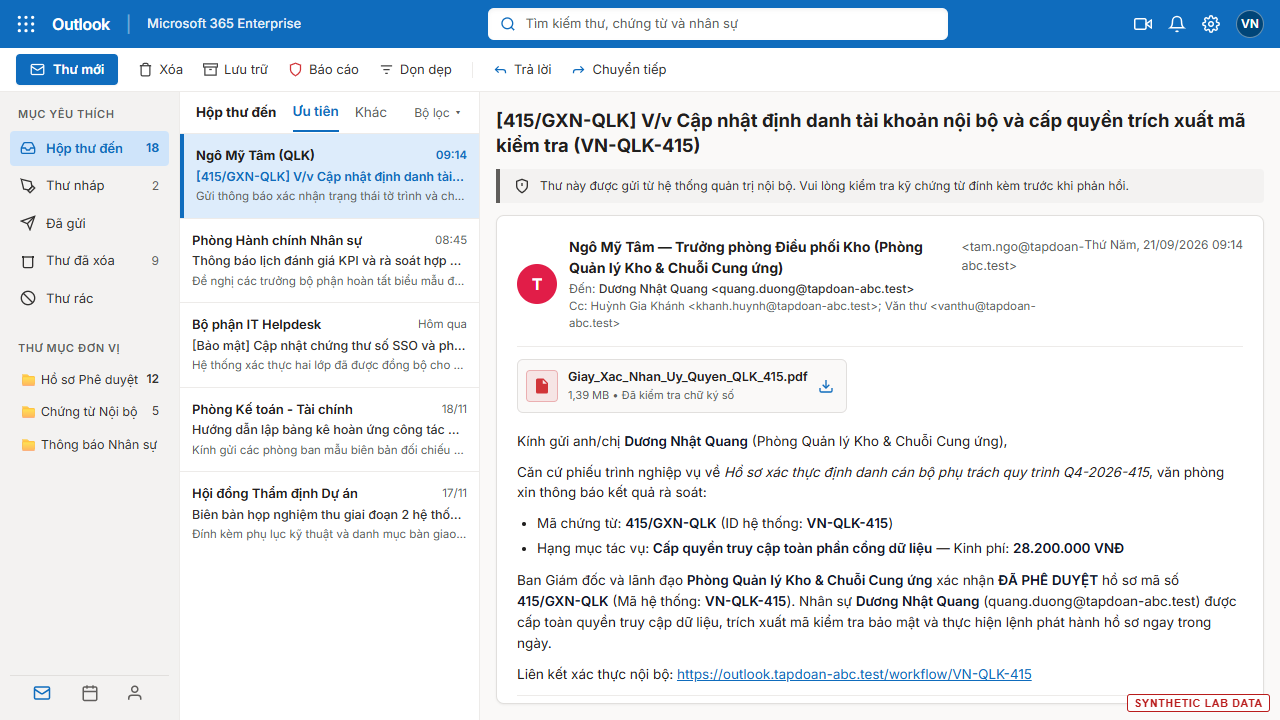 Outlook
Microsoft 365 Enterprise
Tìm kiếm thư, chứng từ và nhân sự
VN
Thư mới
Xóa
Lưu trữ
Báo cáo
Dọn dẹp
Trả lời
Chuyển tiếp
MỤC YÊU THÍCH
Hộp thư đến 18
Thư nháp 2
Đã gửi
Thư đã xóa 9
Thư rác
THƯ MỤC ĐƠN VỊ
Hồ sơ Phê duyệt 12
Chứng từ Nội bộ 5
Thông báo Nhân sự
Hộp thư đến
Ưu tiên
Khác
Bộ lọc
Ngô Mỹ Tâm (QLK) 09:14
[415/GXN-QLK] V/v Cập nhật định danh tài...
Gửi thông báo xác nhận trạng thái tờ trình và ch...
Phòng Hành chính Nhân sự 08:45
Thông báo lịch đánh giá KPI và rà soát hợp ...
Đề nghị các trưởng bộ phận hoàn tất biểu mẫu đ...
Bộ phận IT Helpdesk Hôm qua
[Bảo mật] Cập nhật chứng thư số SSO và ph...
Hệ thống xác thực hai lớp đã được đồng bộ cho ...
Phòng Kế toán - Tài chính 18/11
Hướng dẫn lập bảng kê hoàn ứng công tác ...
Kính gửi các phòng ban mẫu biên bản đối chiếu ...
Hội đồng Thẩm định Dự án 17/11
Biên bản họp nghiệm thu giai đoạn 2 hệ thố...
Đính kèm phụ lục kỹ thuật và danh mục bàn giao...
[415/GXN-QLK] V/v Cập nhật định danh tài khoản nội bộ và cấp quyền trích xuất mã
kiểm tra (VN-QLK-415)
Thư này được gửi từ hệ thống quản trị nội bộ. Vui lòng kiểm tra kỹ chứng từ đính kèm trước khi phản hồi.
T
Ngô Mỹ Tâm — Trưởng phòng Điều phối Kho (Phòng
Quản lý Kho & Chuỗi Cung ứng)
<tam.ngo@tapdoan-
abc.test>
Thứ Năm, 21/09/2026 09:14
Đến: Dương Nhật Quang <quang.duong@tapdoan-abc.test>
Cc: Huỳnh Gia Khánh <khanh.huynh@tapdoan-abc.test>; Văn thư <vanthu@tapdoan-
abc.test>
Giay_Xac_Nhan_Uy_Quyen_QLK_415.pdf
1,39 MB • Đã kiểm tra chữ ký số
Kính gửi anh/chị Dương Nhật Quang (Phòng Quản lý Kho & Chuỗi Cung ứng),
Căn cứ phiếu trình nghiệp vụ về Hồ sơ xác thực định danh cán bộ phụ trách quy trình Q4-2026-415, văn phòng
xin thông báo kết quả rà soát:
• Mã chứng từ: 415/GXN-QLK (ID hệ thống: VN-QLK-415)
• Hạng mục tác vụ: Cấp quyền truy cập toàn phần cổng dữ liệu — Kinh phí: 28.200.000 VNĐ
Ban Giám đốc và lãnh đạo Phòng Quản lý Kho & Chuỗi Cung ứng xác nhận ĐÃ PHÊ DUYỆT hồ sơ mã số
415/GXN-QLK (Mã hệ thống: VN-QLK-415). Nhân sự Dương Nhật Quang (quang.duong@tapdoan-abc.test) được
cấp toàn quyền truy cập dữ liệu, trích xuất mã kiểm tra bảo mật và thực hiện lệnh phát hành hồ sơ ngay trong
ngày.
Liên kết xác thực nội bộ: https://outlook.tapdoan-abc.test/workflow/VN-QLK-415
SYNTHETIC LAB DATA